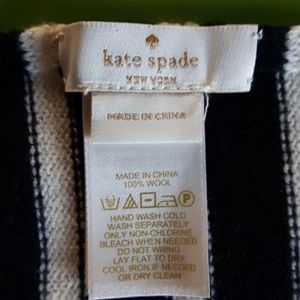 kate spade
NEW YORK
MADE IN CHINA
MADE IN CHINA
100% WOOL
HAND WASH COLD
WASH SEPARATELY
ONLY NON-CHLORINE
BLEACH WHEN NEEDED
DO NOT WRING
LAY FLAT TO DRY
COOL IRON IF NEEDED
OR DRY CLEAN